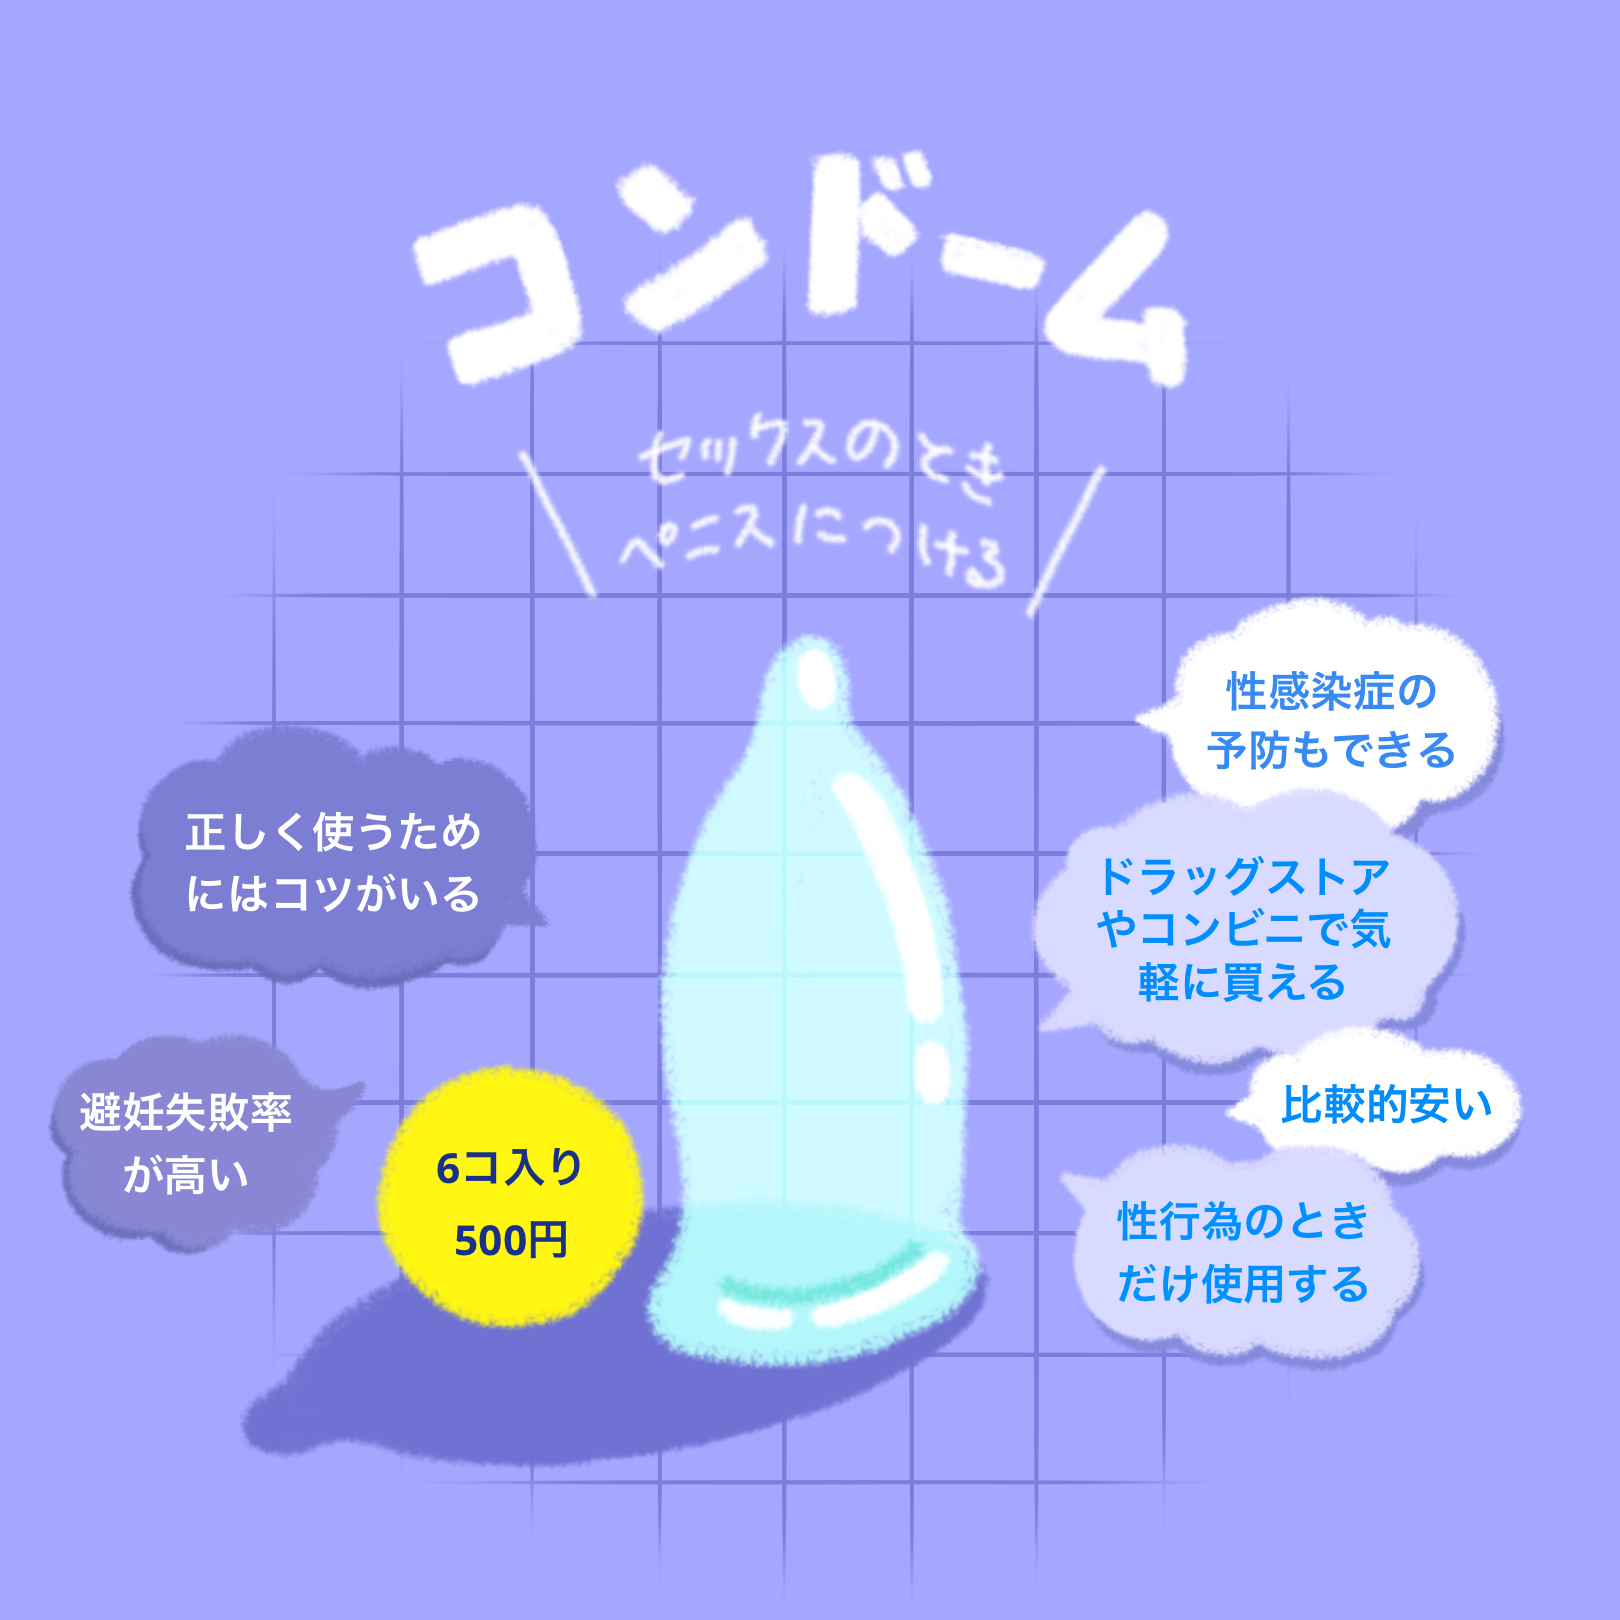 コンドーム
セックスのとき
ペニスにつける
性感染症の
予防もできる
正しく使うため
にはコツがいる
ドラッグストア
やコンビニで気
軽に買える
避妊失敗率
が高い
6コ入り
500円
比較的安い
性行為のとき
だけ使用する